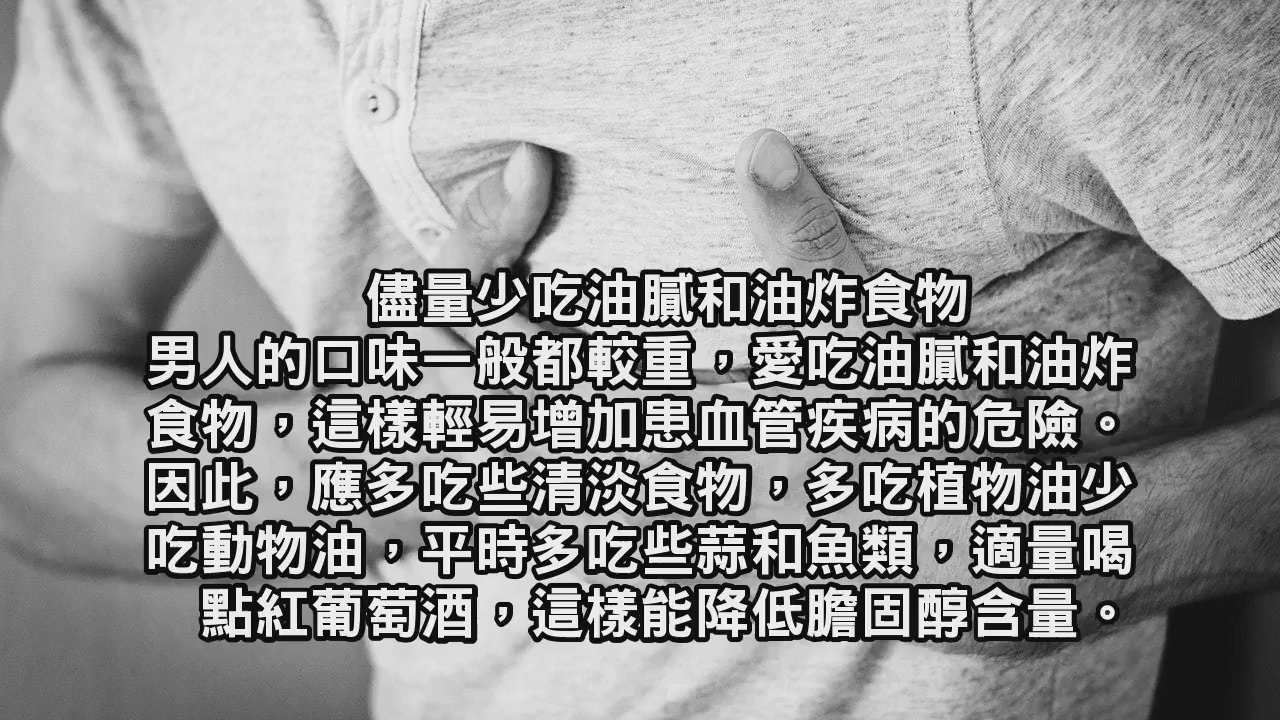 儘量少吃油膩和油炸食物
男人的口味一般都較重，愛吃油膩和油炸
食物，這樣輕易增加患血管疾病的危險。
因此，應多吃些清淡食物，多吃植物油少
吃動物油，平時多吃些蒜和魚類，適量喝
點紅葡萄酒，這樣能降低膽固醇含量。